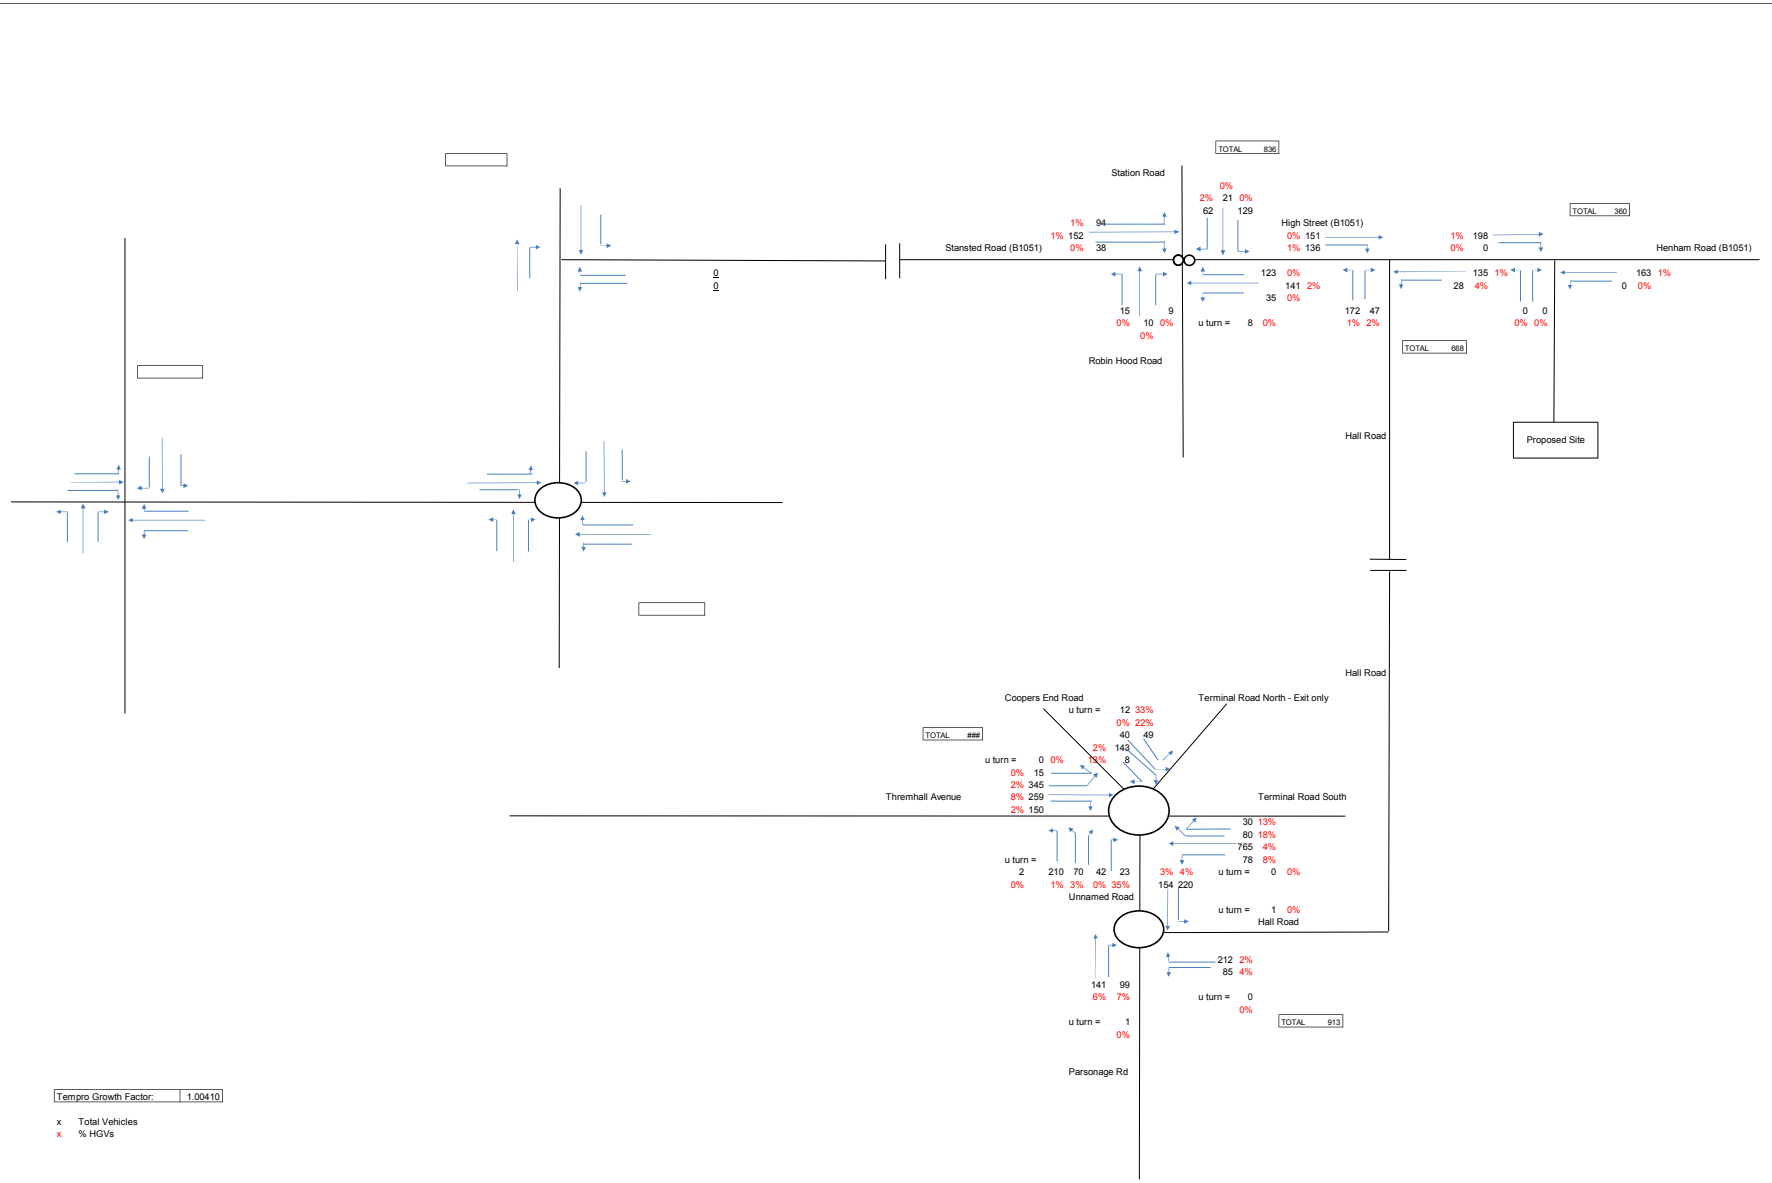 TOTAL 836
Station Road
0%
2% 21 0%
62 129
TOTAL 360
1% 94
High Street (B1051)
1% 152
0% 151
1% 198
Stansted Road (B1051)
0% 38
1% 136
0% 0
Henham Road (B1051)
0
0
123 0%
141 2%
35 0%
135 1%
28 4%
163 1%
0 0%
15 9
0% 10 0%
0%
u turn = 8 0%
172 47
1% 2%
0 0
0% 0%
Robin Hood Road
TOTAL 668
Hall Road
Proposed Site
Hall Road
Coopers End Road
Terminal Road North - Exit only
u turn = 12 33%
0% 22%
40 49
TOTAL ###
2% 143
u turn = 0 0%
13% 8
0% 15
2% 345
Thremhall Avenue
8% 259
2% 150
Terminal Road South
30 13%
80 18%
765 4%
78 8%
u turn = 0 0%
u turn =
2 210 70 42 23
0% 1% 3% 0% 35%
3% 4%
154 220
Unnamed Road
u turn = 1 0%
Hall Road
212 2%
85 4%
141 99
6% 7%
u turn = 0
0%
u turn = 1
0%
TOTAL 913
Parsonage Rd
Tempro Growth Factor: 1.00410
x Total Vehicles
x % HGVs